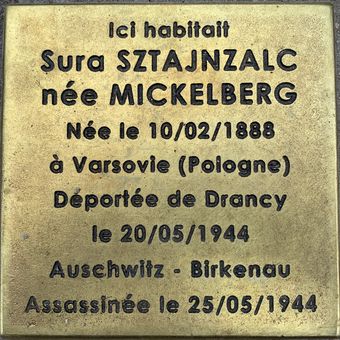 Ici habitait
Sura SZTAJNZALC
née MICKELBERG
Née le 10/02/1888
à Varsovie (Pologne)
Déportée de Drancy
le 20/05/1944
Auschwitz - Birkenau
Assassinée le 25/05/1944